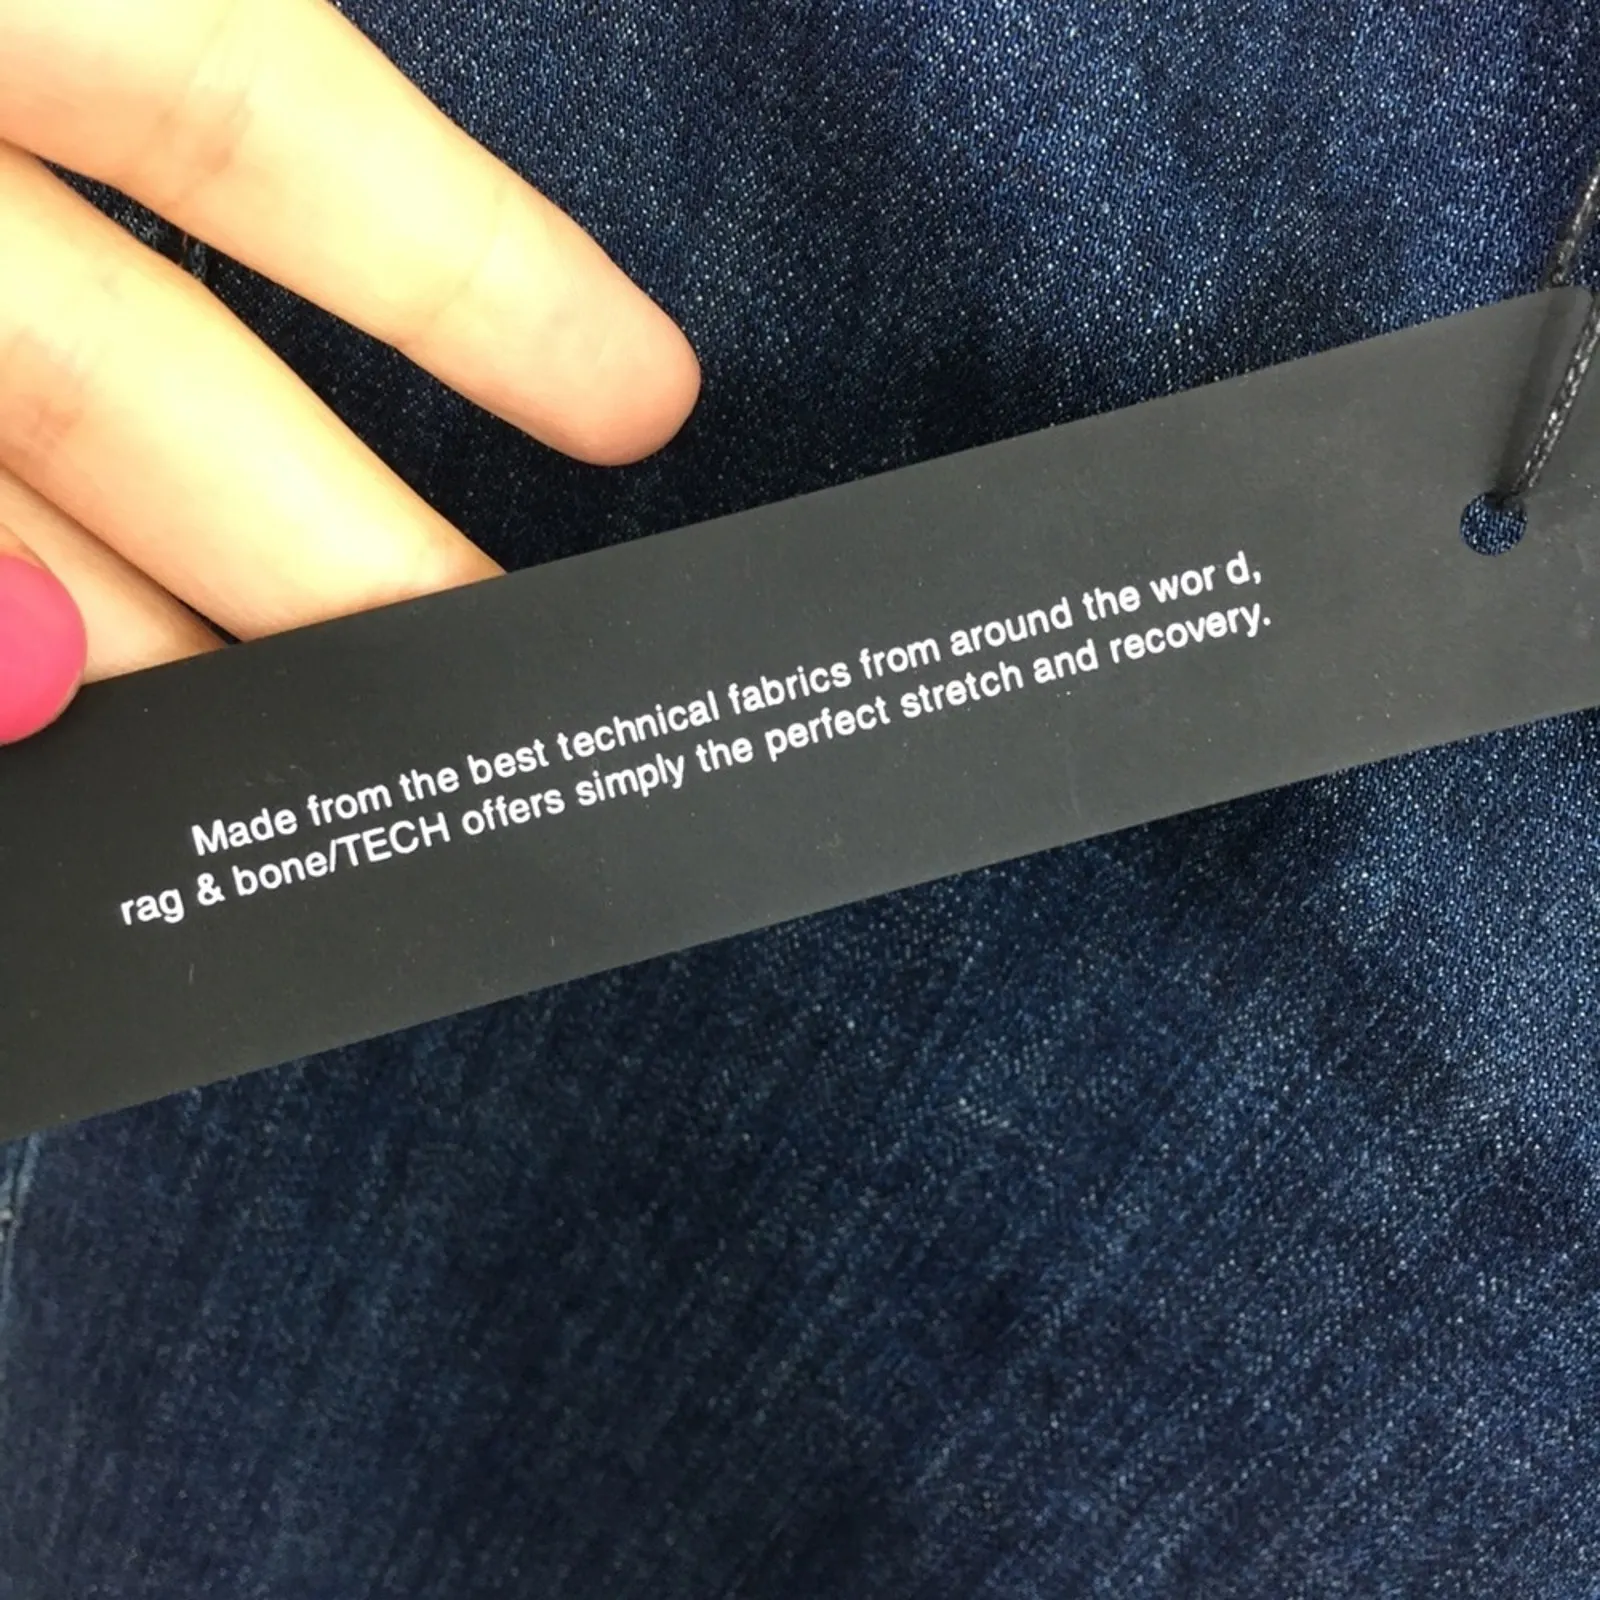 Made from the best technical fabrics from around the wor d,
rag & bone/TECH offers simply the perfect stretch and recovery.